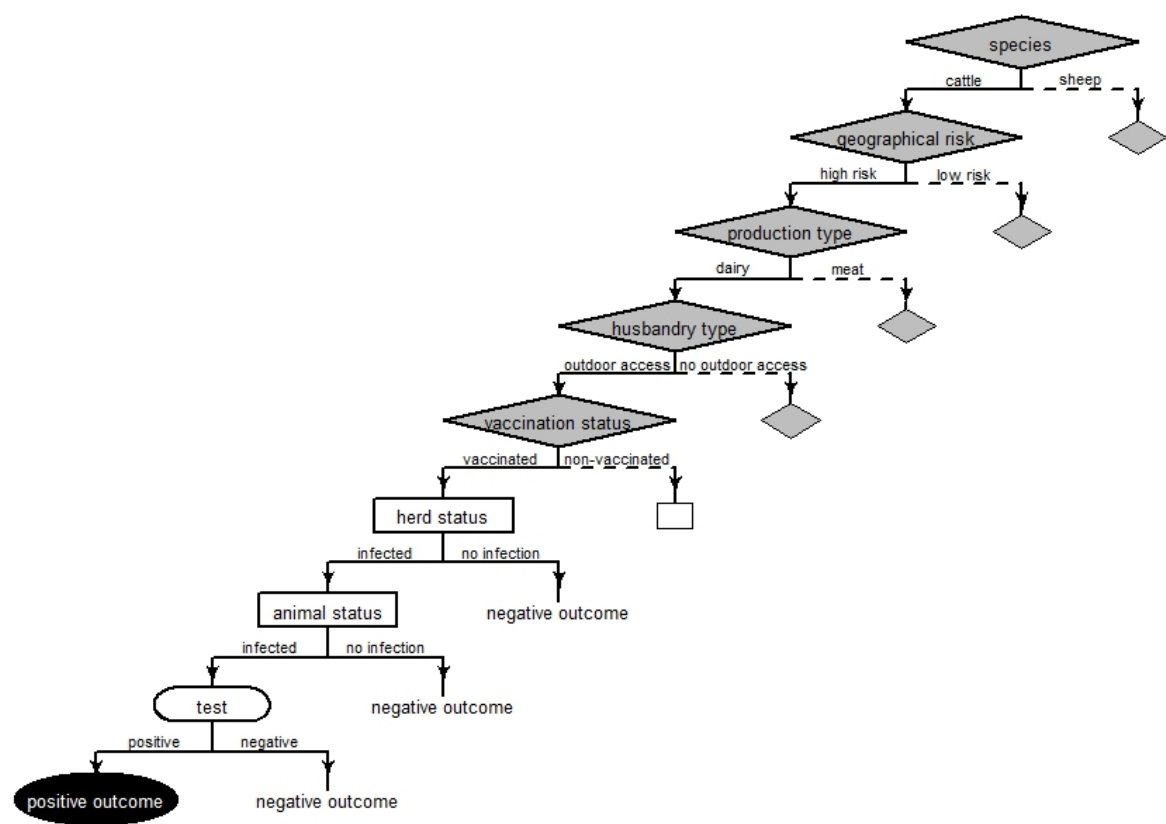 species
cattle
sheep
geographical risk
high risk
low risk
production type
dairy
meat
husbandry type
outdoor access
no outdoor access
vaccination status
vaccinated
non-vaccinated
herd status
infected
no infection
animal status
negative outcome
infected
no infection
test
negative outcome
positive
negative
positive outcome
negative outcome